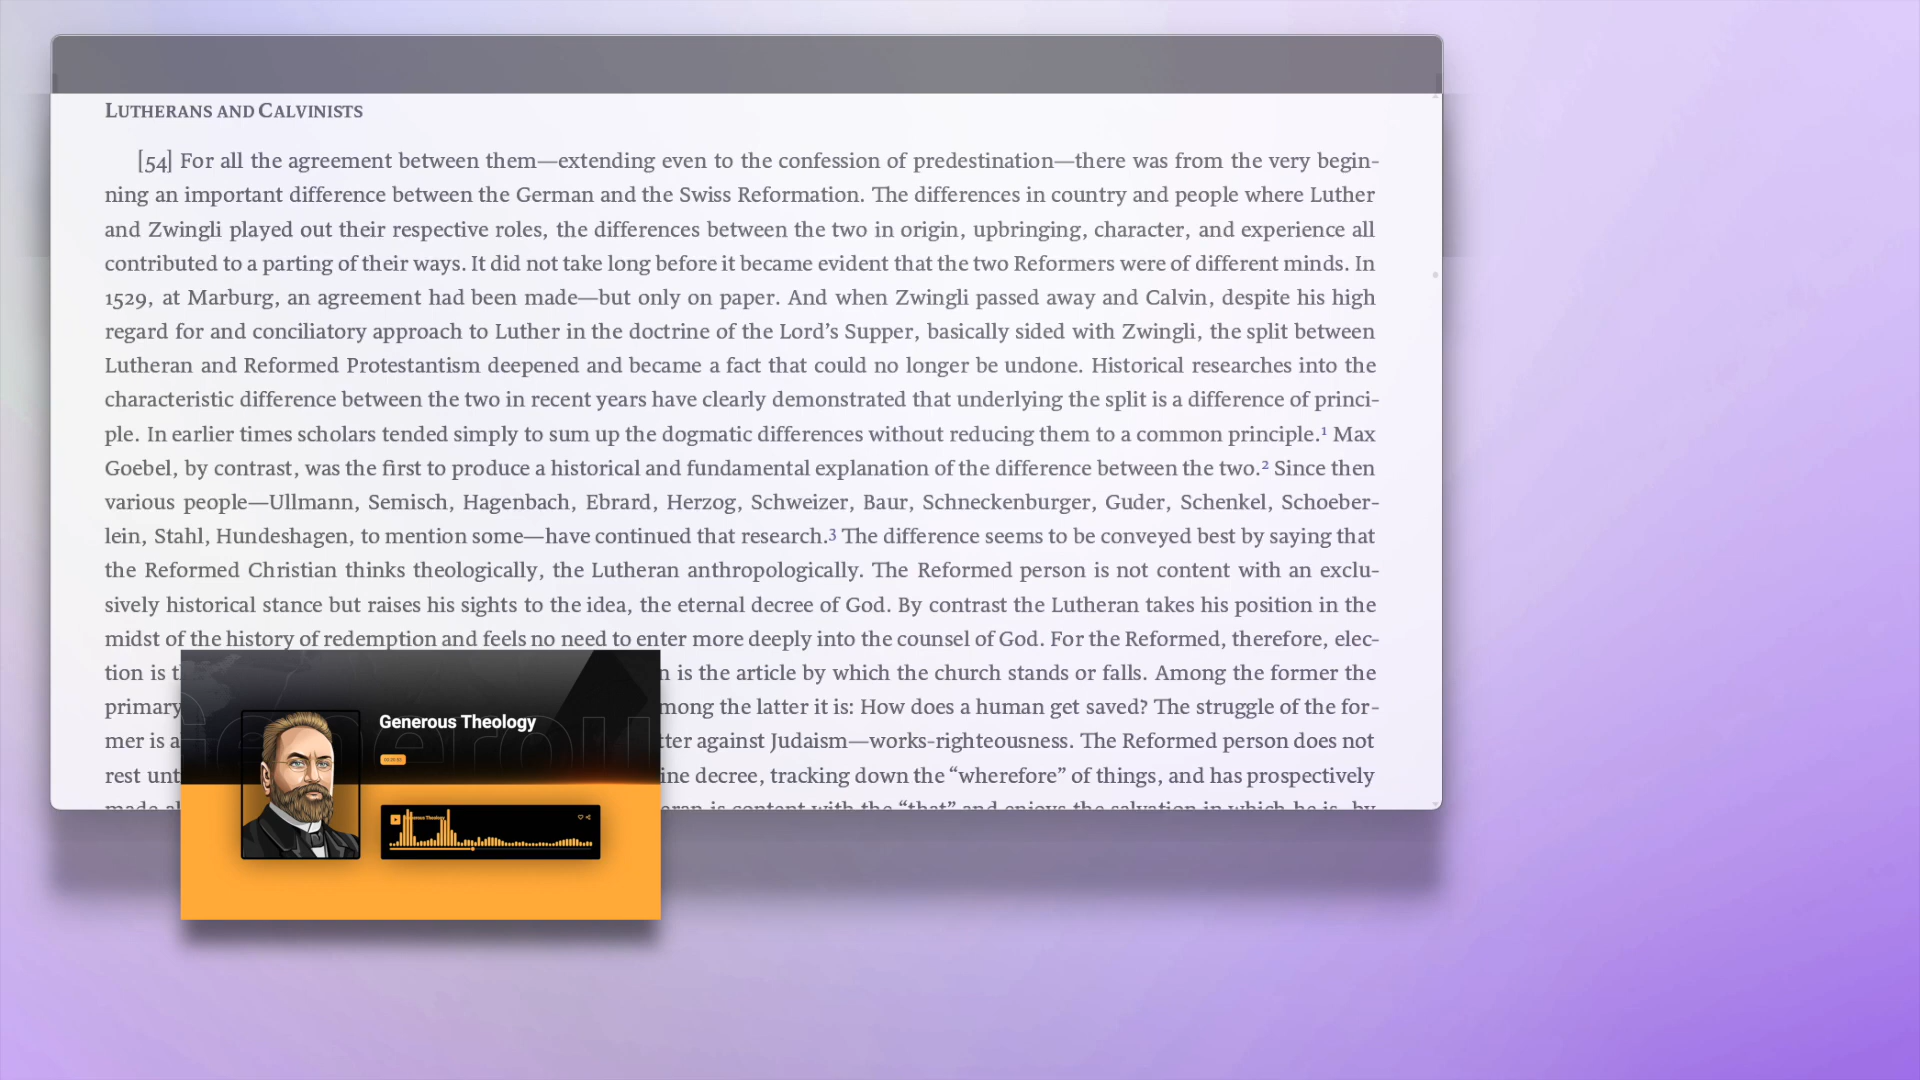 LUTHERANS AND CALVINISTS
[54] For all the agreement between them—extending even to the confession of predestination—there was from the very begin-
ning an important difference between the German and the Swiss Reformation. The differences in country and people where Luther
and Zwingli played out their respective roles, the differences between the two in origin, upbringing, character, and experience all
contributed to a parting of their ways. It did not take long before it became evident that the two Reformers were of different minds. In
1529, at Marburg, an agreement had been made—but only on paper. And when Zwingli passed away and Calvin, despite his high
regard for and conciliatory approach to Luther in the doctrine of the Lord’s Supper, basically sided with Zwingli, the split between
Lutheran and Reformed Protestantism deepened and became a fact that could no longer be undone. Historical researches into the
characteristic difference between the two in recent years have clearly demonstrated that underlying the split is a difference of princi-
ple. In earlier times scholars tended simply to sum up the dogmatic differences without reducing them to a common principle.1 Max
Goebel, by contrast, was the first to produce a historical and fundamental explanation of the difference between the two.2 Since then
various people—Ullmann, Semisch, Hagenbach, Ebrard, Herzog, Schweizer, Baur, Schneckenburger, Guder, Schenkel, Schoeber-
lein, Stahl, Hundeshagen, to mention some—have continued that research.3 The difference seems to be conveyed best by saying that
the Reformed Christian thinks theologically, the Lutheran anthropologically. The Reformed person is not content with an exclu-
sively historical stance but raises his sights to the idea, the eternal decree of God. By contrast the Lutheran takes his position in the
midst of the history of redemption and feels no need to enter more deeply into the counsel of God. For the Reformed, therefore, elec-
tion is is the article by which the church stands or falls. Among the former the
primary among the latter it is: How does a human get saved? The struggle of the for-
mer is against Judaism—works-righteousness. The Reformed person does not
rest decree, tracking down the “wherefore” of things, and has prospectively
is content with the “that” and enjoys the salvation in which he is, by
Generous Theology
Generous Theology